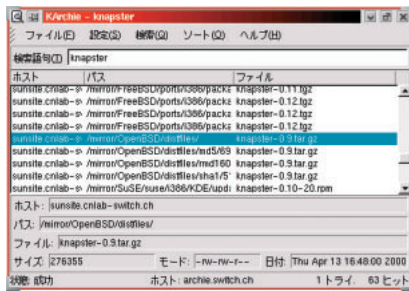 KArchie - knapster
ファイル(F) 設定(S) 検索(Q) ソート(O) ヘルプ(H)
検索語句(T) knapster
ホスト パス ファイル
sunsite.cnlab-s /mirror/FreeBSD/ports/i386/packa knapster-0.11.tgz
sunsite.cnlab-s /mirror/FreeBSD/ports/i386/packa knapster-0.12.tgz
sunsite.cnlab-s /mirror/FreeBSD/ports/i386/packa knapster-0.12.tgz
sunsite.cnlab-s /mirror/FreeBSD/ports/i386/packa knapster-0.12.tgz
sunsite.cnlab-s /mirror/OpenBSD/distfiles/ knapster-0.9.tar.gz
sunsite.cnlab-s /mirror/OpenBSD/distfiles/md5/69 knapster-0.9.tar.gz
sunsite.cnlab-s /mirror/OpenBSD/distfiles/rmd160 knapster-0.9.tar.gz
sunsite.cnlab-s /mirror/OpenBSD/distfiles/sha1/5 knapster-0.9.tar.gz
sunsite.cnlab-s /mirror/SuSE/suse/i386/KDE/upd knapster-0.10-20.rpm
ホスト: sunsite.cnlab-switch.ch
パス: /mirror/OpenBSD/distfiles/
ファイル: knapster-0.9.tar.gz
サイズ: 276355 モード: -rw-rw-r-- 日付: Thu Apr 13 16:48:00 2000
状態: 成功 ホスト: archie.switch.ch 1 トライ. 63 ヒット